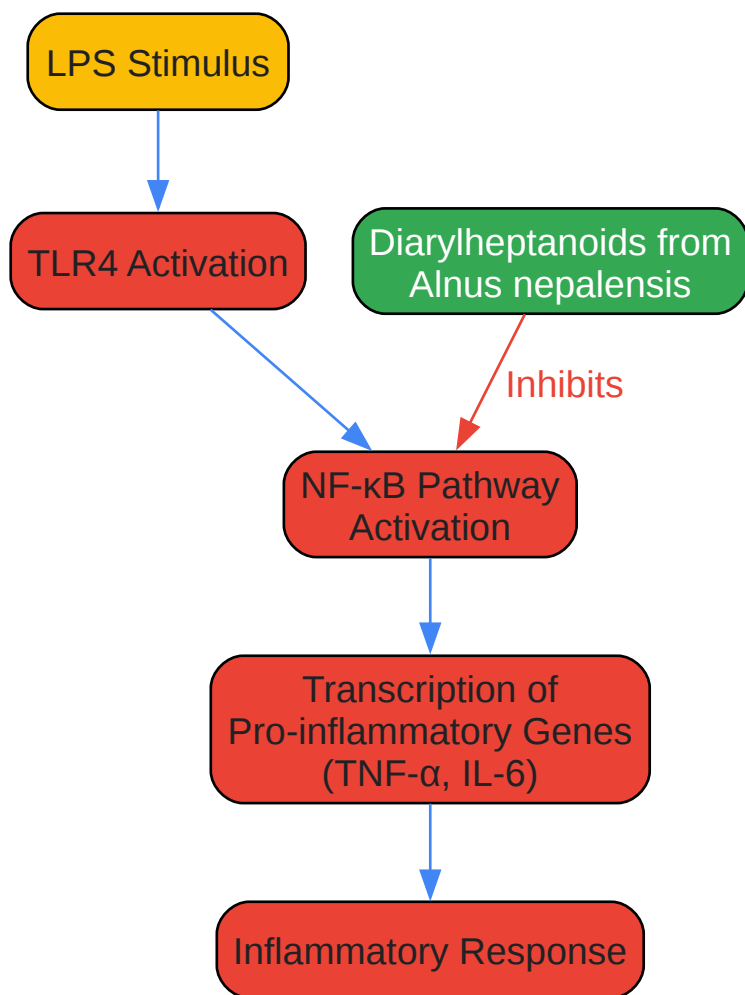 LPS Stimulus
TLR4 Activation
Diarylheptanoids from
Alnus nepalensis
Inhibits
NF-κB Pathway
Activation
Transcription of
Pro-inflammatory Genes
(TNF-α, IL-6)
Inflammatory Response